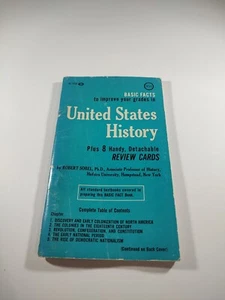 BASIC FACTS
to improve your grades in
United States
History
Plus 8 Handy, Detachable
REVIEW CARDS
by ROBERT SOBEL, Ph.D., Associate Professor of History,
Hofstra University, Hempstead, New York
All standard textbooks covered in
preparing this BASIC FACT Book
Complete Table of Contents
Chapter
1. DISCOVERY AND EARLY COLONIZATION OF NORTH AMERICA
2. THE COLONIES IN THE EIGHTEENTH CENTURY
3. REVOLUTION, CONFEDERATION, AND CONSTITUTION
4. THE EARLY NATIONAL PERIOD
5. THE RISE OF DEMOCRATIC NATIONALISM
(Continued on Back Cover)